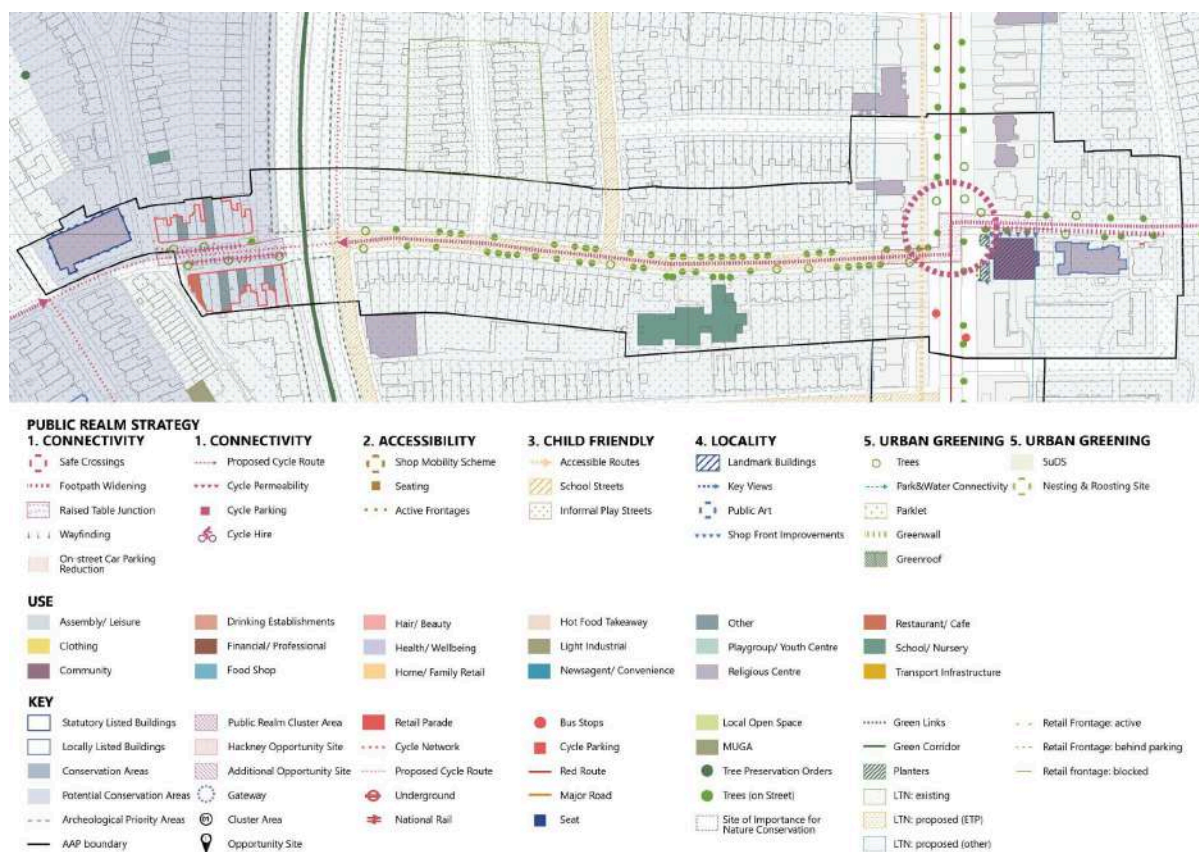 PUBLIC REALM STRATEGY
1. CONNECTIVITY
Safe Crossings
Footpath Widening
Raised Table Junction
Wayfinding
On-street Car Parking
Reduction
1. CONNECTIVITY
Proposed Cycle Route
Cycle Permeability
Cycle Parking
Cycle Hire
2. ACCESSIBILITY
Shop Mobility Scheme
Seating
Active Frontages
3. CHILD FRIENDLY
Accessible Routes
School Streets
Informal Play Streets
4. LOCALITY
Landmark Buildings
Key Views
Public Art
Shop Front Improvements
5. URBAN GREENING
Trees
Park&Water Connectivity
Parklet
Greenwall
Greenroof
5. URBAN GREENING
SuDS
Nesting & Roosting Site
USE
Assembly/ Leisure
Clothing
Community
Drinking Establishments
Financial/ Professional
Food Shop
Hair/ Beauty
Health/ Wellbeing
Home/ Family Retail
Hot Food Takeaway
Light Industrial
Newsagent/ Convenience
Other
Playgroup/ Youth Centre
Religious Centre
Restaurant/ Cafe
School/ Nursery
Transport Infrastructure
KEY
Statutory Listed Buildings
Locally Listed Buildings
Conservation Areas
Potential Conservation Areas
Archeological Priority Areas
AAP boundary
Public Realm Cluster Area
Hackney Opportunity Site
Additional Opportunity Site
Gateway
Cluster Area
Opportunity Site
Retail Parade
Cycle Network
Proposed Cycle Route
Underground
National Rail
Bus Stops
Cycle Parking
Red Route
Major Road
Seat
Local Open Space
MUGA
Tree Preservation Orders
Trees (on Street)
Site of Importance for
Nature Conservation
Green Links
Green Corridor
Planters
LTN: existing
LTN: proposed (ETP)
LTN: proposed (other)
Retail Frontage: active
Retail Frontage: behind parking
Retail frontage: blocked